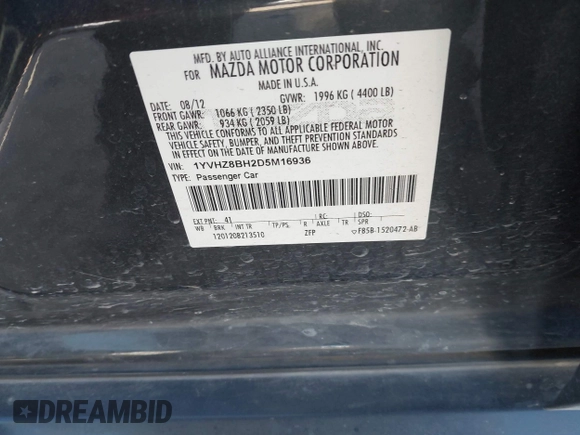 MFD. BY AUTO ALLIANCE INTERNATIONAL, INC.
FOR MAZDA MOTOR CORPORATION
MADE IN U.S.A.
DATE: 08/12 GVWR: 1996 KG ( 4400 LB)
FRONT GAWR: 1066 KG ( 2350 LB)
REAR GAWR: 934 KG ( 2059 LB)
THIS VEHICLE CONFORMS TO ALL APPLICABLE FEDERAL MOTOR
VEHICLE SAFETY, BUMPER, AND THEFT PREVENTION STANDARDS IN EFFECT ON THE
DATE OF MANUFACTURE SHOWN ABOVE.
VIN: 1YVHZ8BH2D5M16936
TYPE: Passenger Car
EXT PNT: 41 RC: DSO:
WB BRK INT TR TP/PS R AXLE TR SPR
1201208213510 ZFP F85B-1520472-AB
DREAMBID